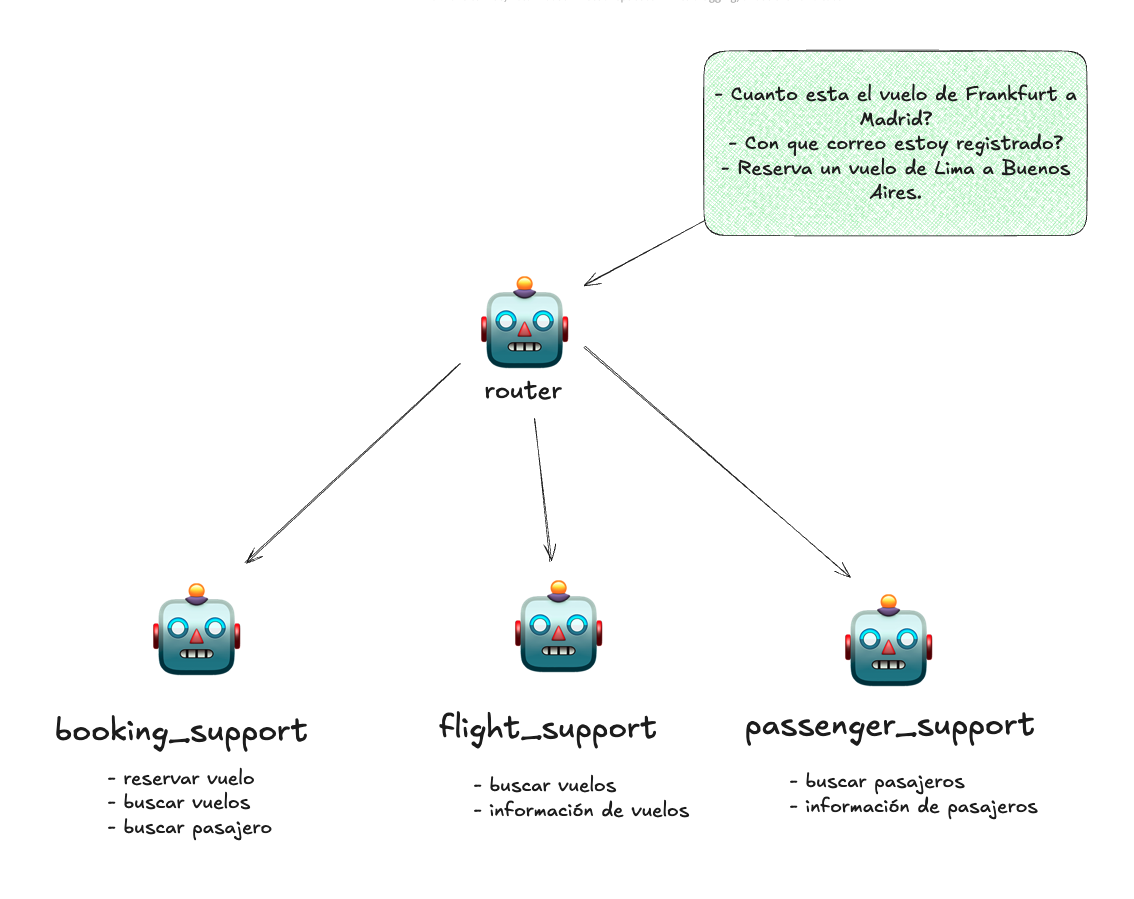 - Cuanto esta el vuelo de Frankfurt a
Madrid?
- Con que correo estoy registrado?
- Reserva un vuelo de Lima a Buenos
Aires.
router
booking_support
- reservar vuelo
- buscar vuelos
- buscar pasajero
flight_support
- buscar vuelos
- información de vuelos
passenger_support
- buscar pasajeros
- información de pasajeros